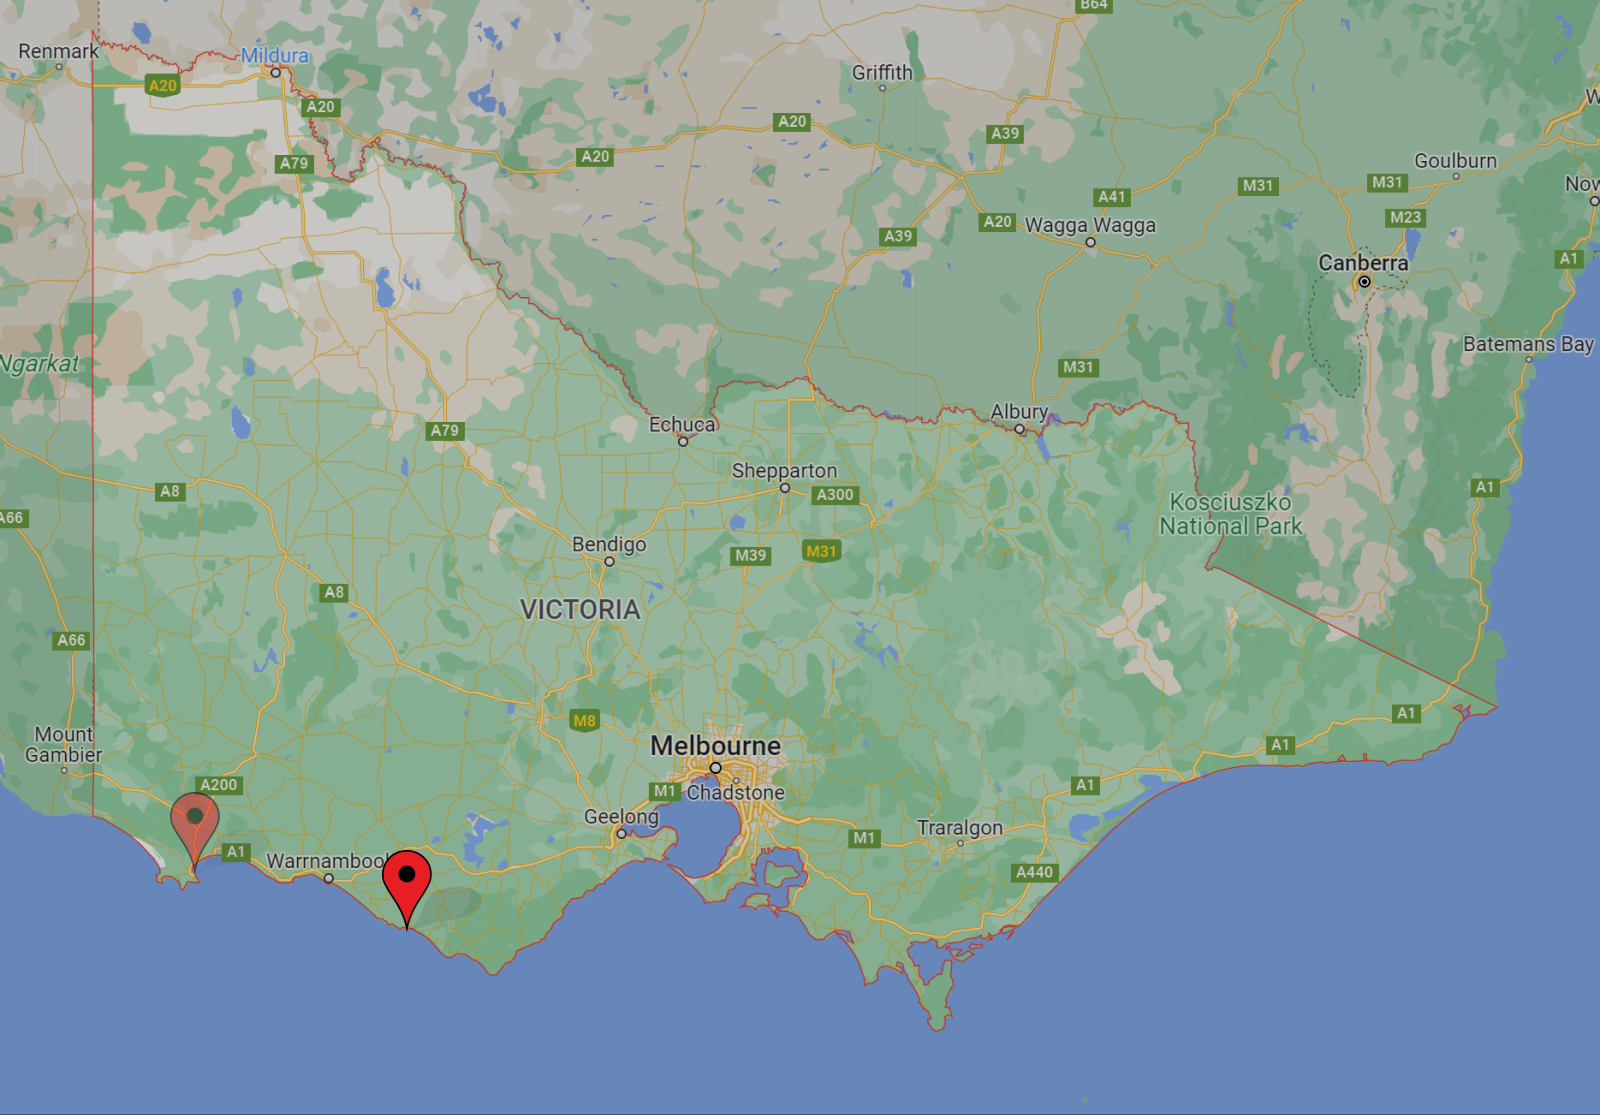 B64
Renmark
Mildura
A20
A20
Griffith
A20
A20
A39
A79
Goulburn
M31
M31
A41
M23
A20
Wagga Wagga
A39
Canberra
A1
Batemans Bay
Ngarkat
M31
Albury
Echuca
A79
Shepparton
A8
A300
A1
Kosciuszko
National Park
A66
Bendigo
M39
M31
A8
VICTORIA
A66
M8
A1
Mount
Gambier
Melbourne
A1
A200
M1
Chadstone
A1
Geelong
Traralgon
M1
A1
Warrnambool
A440